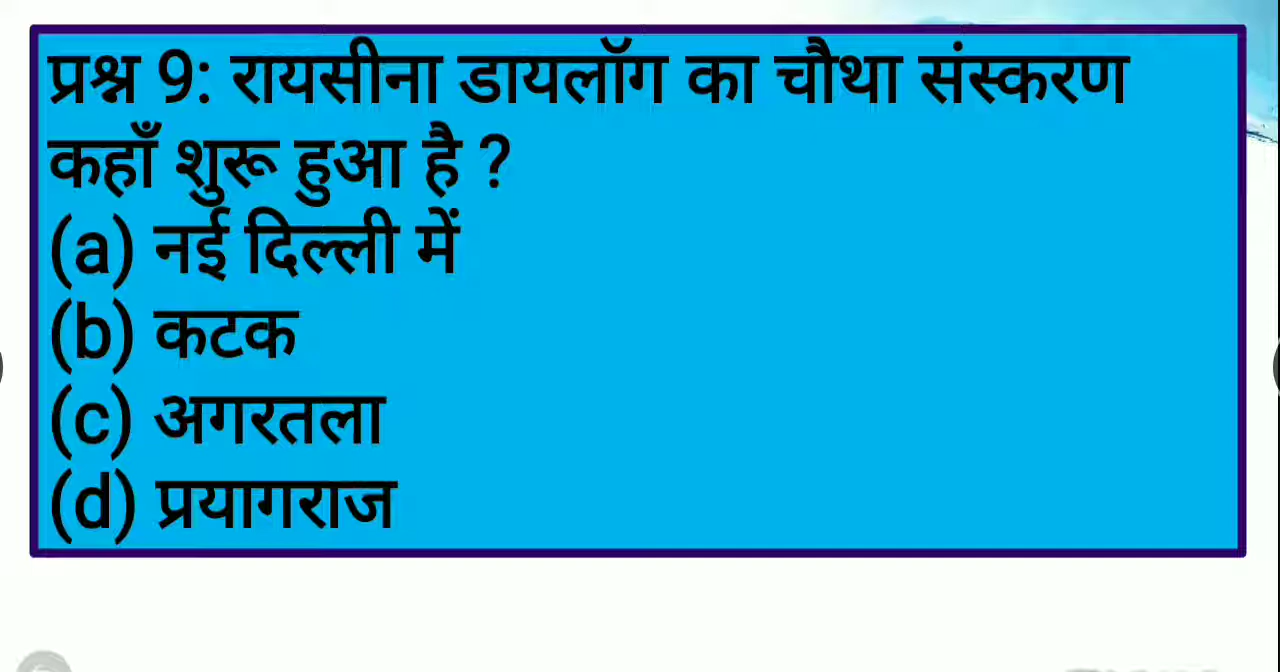 प्रश्न 9: रायसीना डायलॉग का चौथा संस्करण
कहाँ शुरू हुआ है ?
(a) नई दिल्ली में
(b) कटक
(c) अगरतला
(d) प्रयागराज